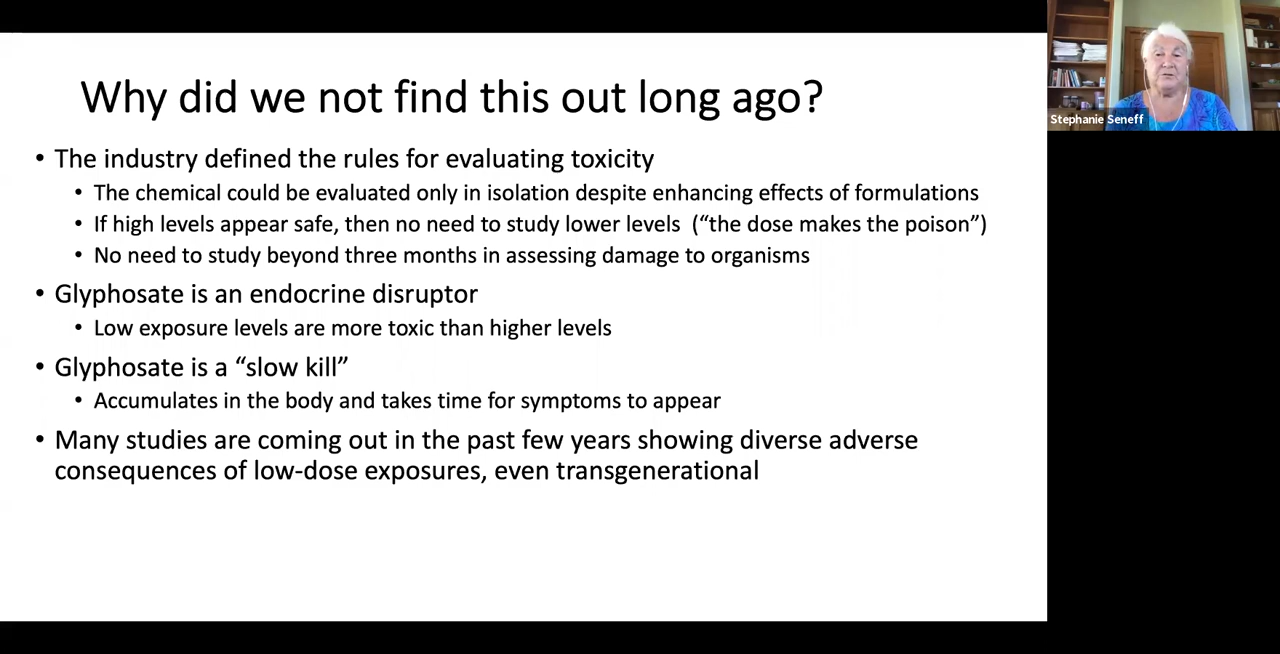 Why did we not find this out long ago?
• The industry defined the rules for evaluating toxicity
• The chemical could be evaluated only in isolation despite enhancing effects of formulations
• If high levels appear safe, then no need to study lower levels (“the dose makes the poison”)
• No need to study beyond three months in assessing damage to organisms
• Glyphosate is an endocrine disruptor
• Low exposure levels are more toxic than higher levels
• Glyphosate is a “slow kill”
• Accumulates in the body and takes time for symptoms to appear
• Many studies are coming out in the past few years showing diverse adverse
consequences of low-dose exposures, even transgenerational
Stephanie Seneff